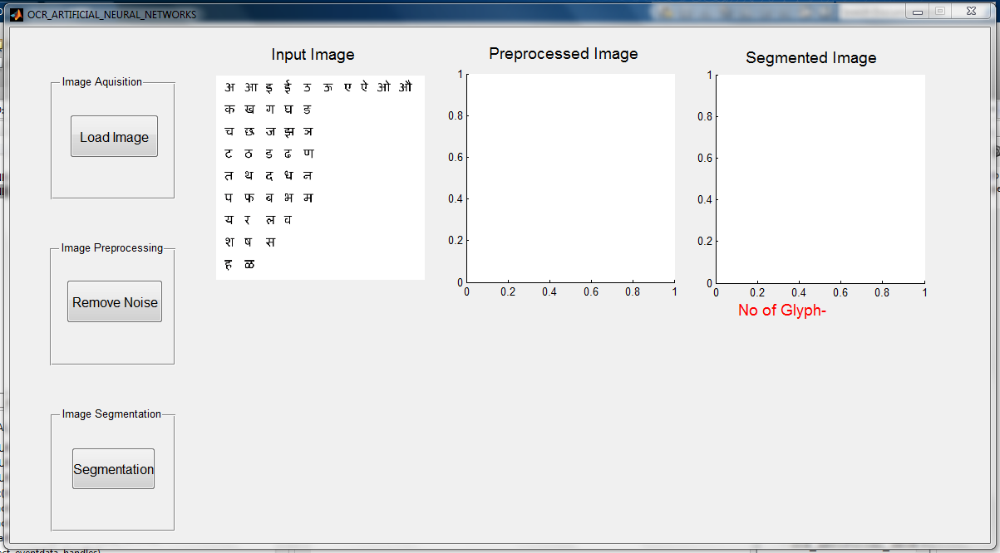 OCR_ARTIFICIAL_NEURAL_NETWORKS
Input Image
Preprocessed Image
Segmented Image
Image Aquisition
Load Image
Image Preprocessing
Remove Noise
Image Segmentation
Segmentation
अ आ इ ई उ ऊ ए ऐ ओ औ
क ख ग घ ङ
च छ ज झ ञ
ट ठ ड ढ ण
त थ द ध न
प फ ब भ म
य र ल व
श ष स
ह ळ
1
0.8
0.6
0.4
0.2
0
0 0.2 0.4 0.6 0.8 1
1
0.8
0.6
0.4
0.2
0
0 0.2 0.4 0.6 0.8 1
No of Glyph-